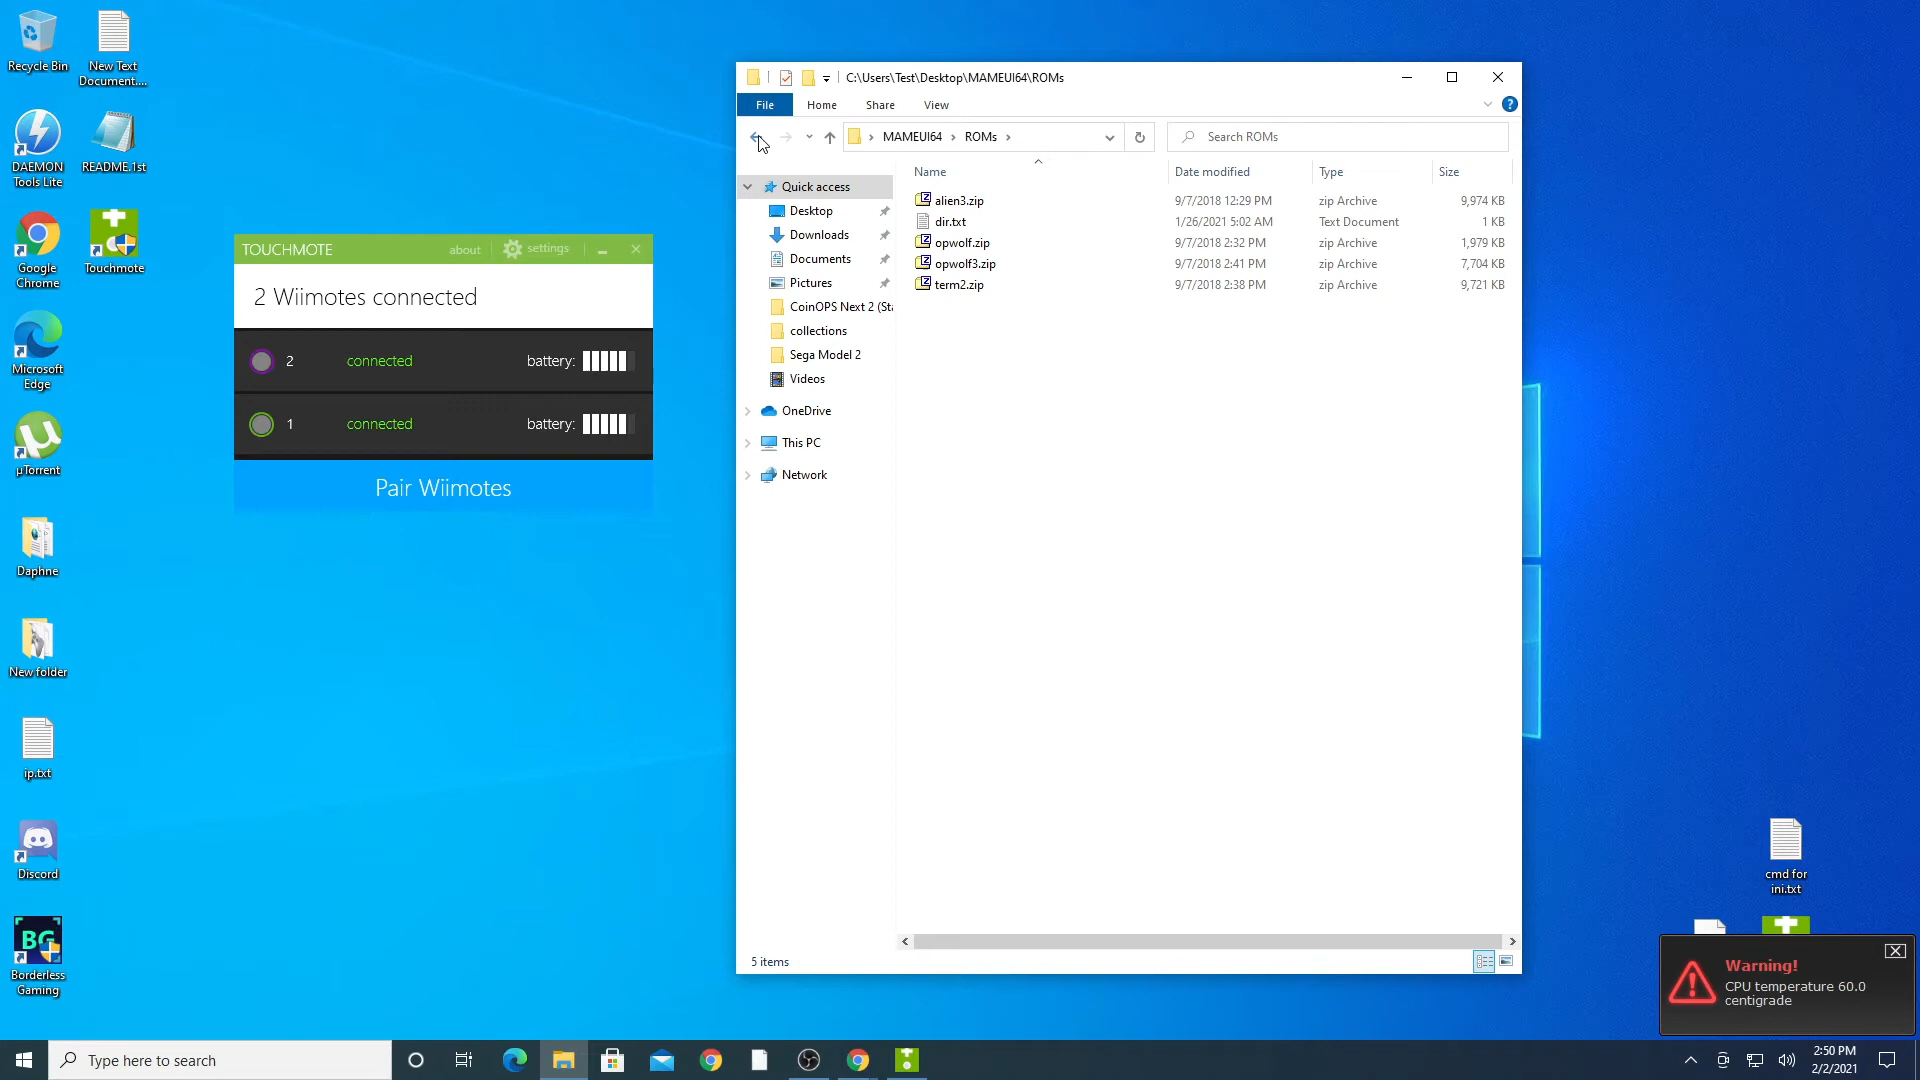 Recycle Bin
New Text
Document....
DAEMON
Tools Lite
README.1st
Google
Chrome
Touchmote
Microsoft
Edge
µTorrent
Daphne
New folder
ip.txt
Discord
BG
Borderless
Gaming
TOUCHMOTE
about
settings
2 Wiimotes connected
2
connected
battery:
1
connected
battery:
Pair Wiimotes
C:\Users\Test\Desktop\MAMEUI64\ROMs
File
Home
Share
View
MAMEUI64
ROMs
Search ROMs
Quick access
Desktop
Downloads
Documents
Pictures
CoinOPS Next 2 (Sta
collections
Sega Model 2
Videos
OneDrive
This PC
Network
Name Date modified Type Size
alien3.zip 9/7/2018 12:29 PM zip Archive 9,974 KB
dir.txt 1/26/2021 5:02 AM Text Document 1 KB
opwolf.zip 9/7/2018 2:32 PM zip Archive 1,979 KB
opwolf3.zip 9/7/2018 2:41 PM zip Archive 7,704 KB
term2.zip 9/7/2018 2:38 PM zip Archive 9,721 KB
5 items
cmd for
ini.txt
Warning!
CPU temperature 60.0
centigrade
Type here to search
2:50 PM
2/2/2021